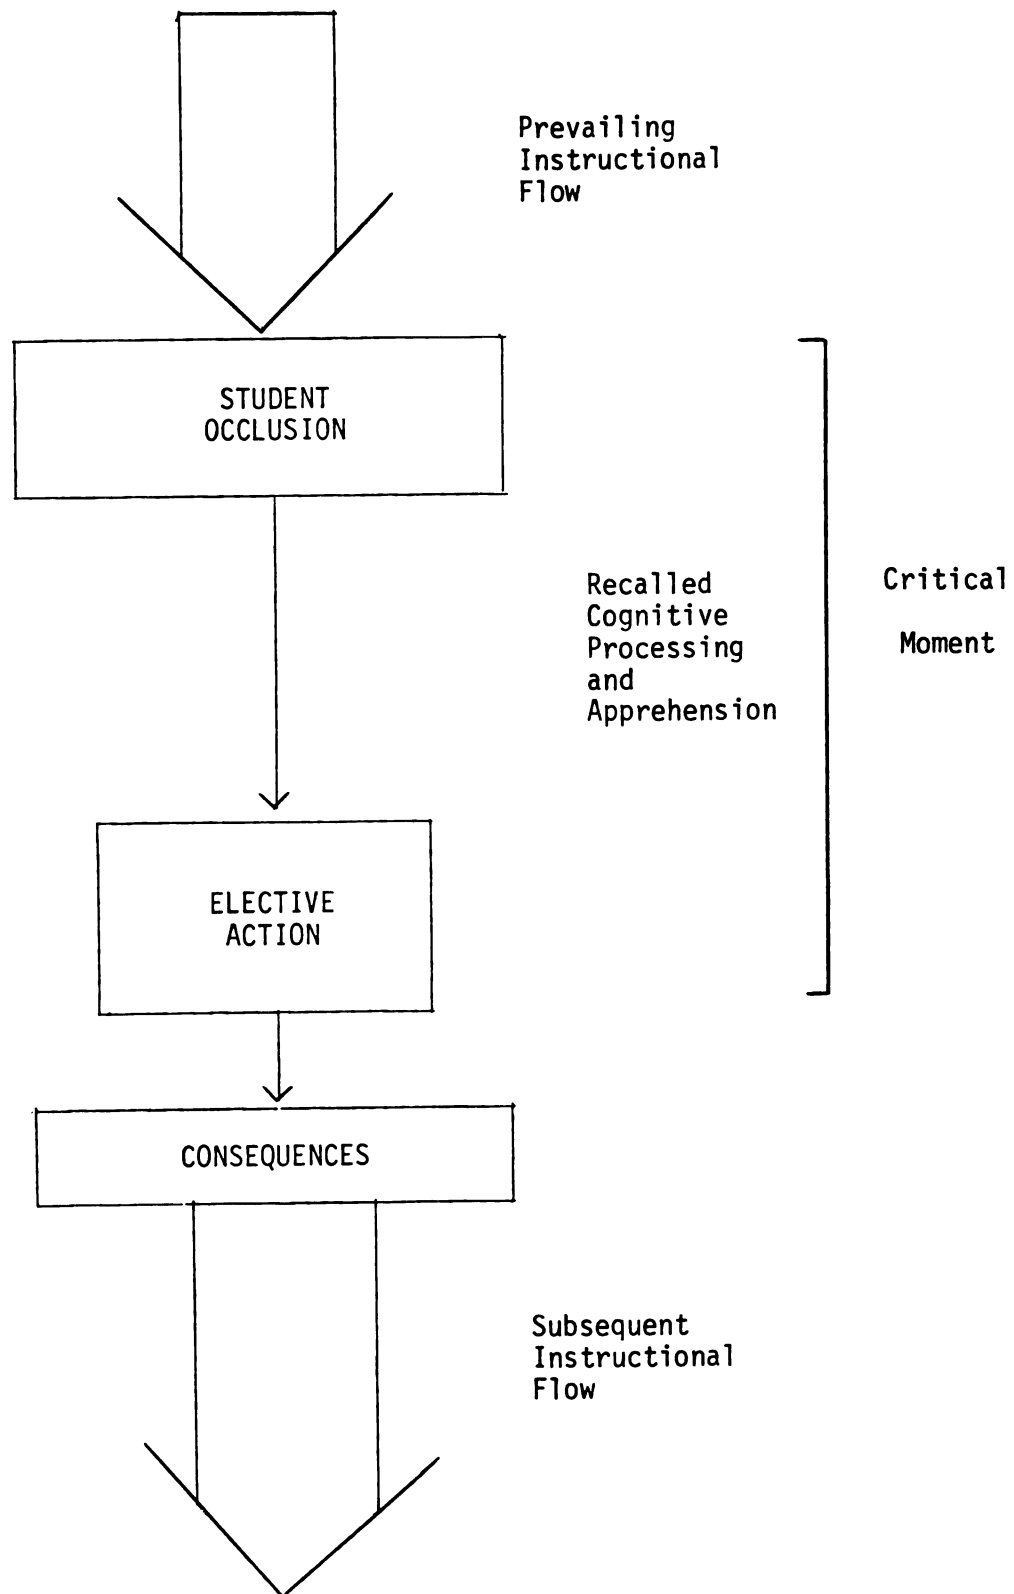 Prevailing
Instructional
Flow
STUDENT
OCCLUSION
Recalled
Cognitive
Processing
and
Apprehension
Critical
Moment
ELECTIVE
ACTION
CONSEQUENCES
Subsequent
Instructional
Flow